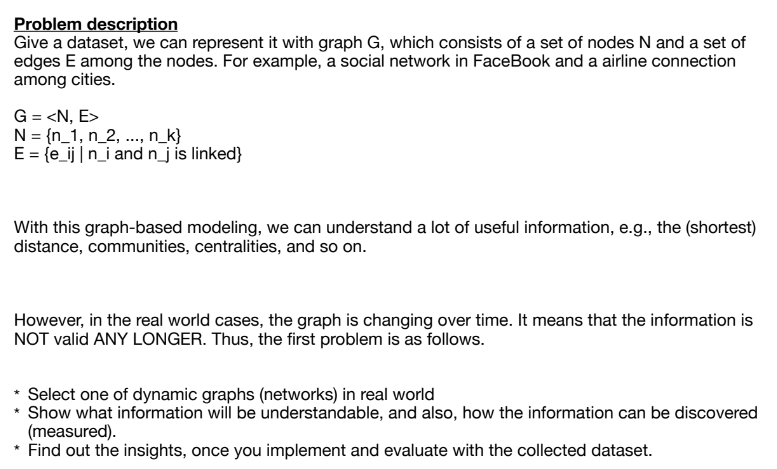 Problem description
Give a dataset, we can represent it with graph G, which consists of a set of nodes N and a set of
edges E among the nodes. For example, a social network in FaceBook and a airline connection
among cities.
G = <N, E>
N = {n_1, n_2, ..., n_k}
E = {e_ij | n_i and n_j is linked}
With this graph-based modeling, we can understand a lot of useful information, e.g., the (shortest)
distance, communities, centralities, and so on.
However, in the real world cases, the graph is changing over time. It means that the information is
NOT valid ANY LONGER. Thus, the first problem is as follows.
* Select one of dynamic graphs (networks) in real world
* Show what information will be understandable, and also, how the information can be discovered
(measured).
* Find out the insights, once you implement and evaluate with the collected dataset.